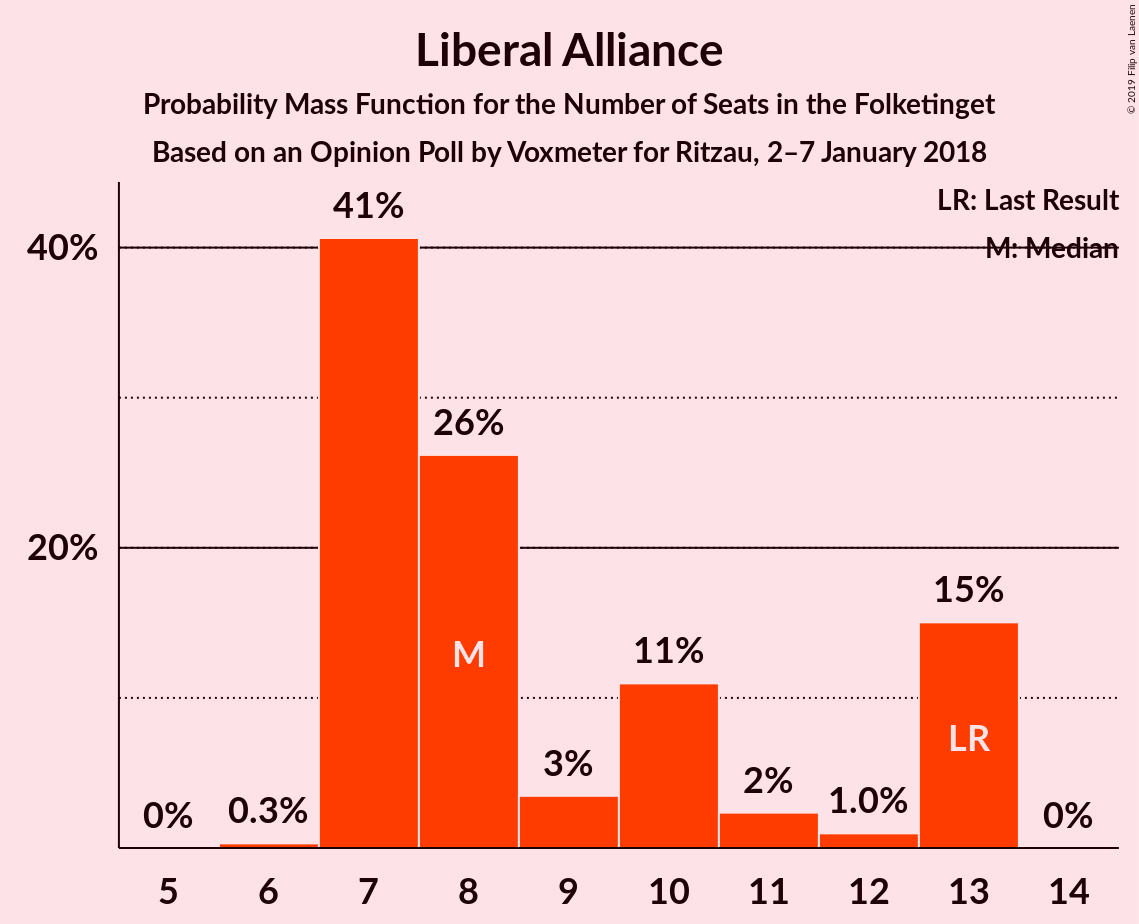 Liberal Alliance
Probability Mass Function for the Number of Seats in the Folketinget
Based on an Opinion Poll by Voxmeter for Ritzau, 2–7 January 2018
© 2019 Filip van Laenen
LR: Last Result
M: Median
40%
20%
0%
0.3%
41%
26%
3%
11%
2%
1.0%
15%
0%
M
LR
5 6 7 8 9 10 11 12 13 14